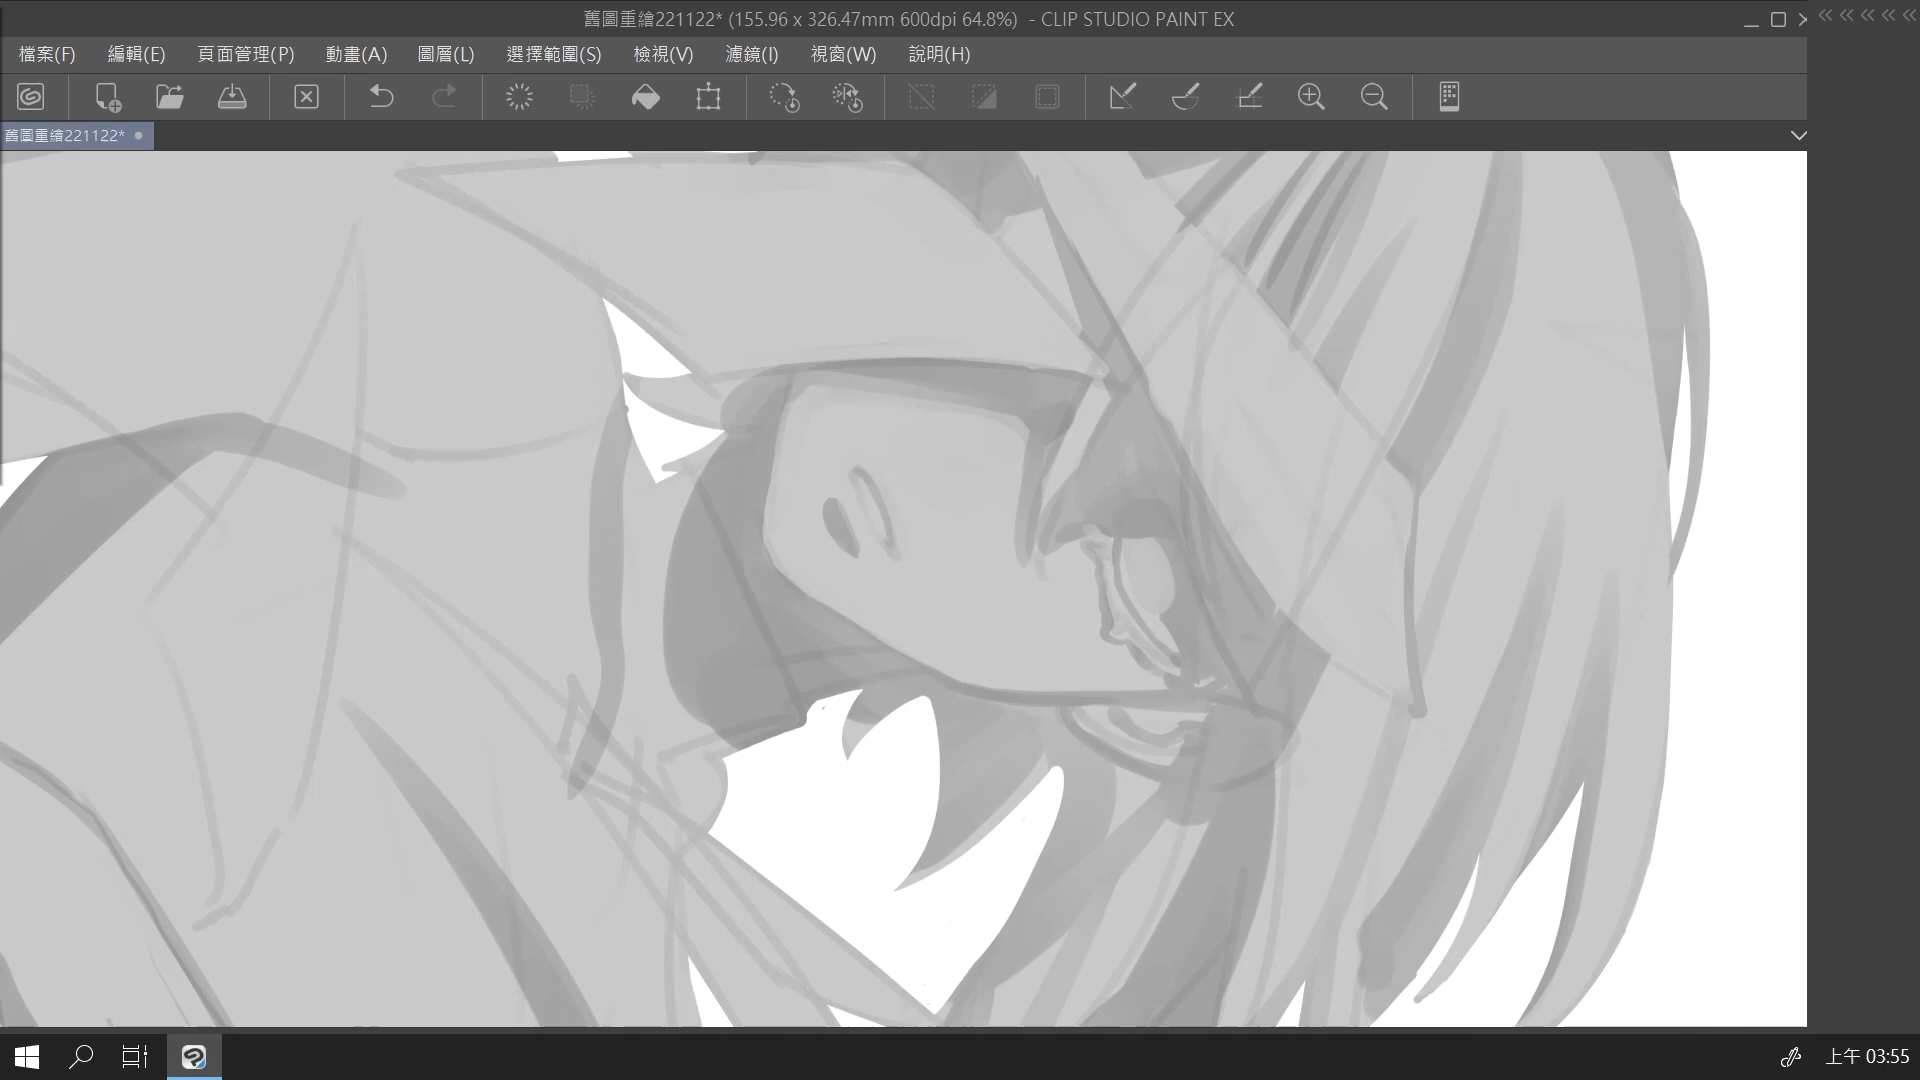 舊圖重繪221122* (155.96 x 326.47mm 600dpi 64.8%) - CLIP STUDIO PAINT EX
檔案(F) 編輯(E) 頁面管理(P) 動畫(A) 圖層(L) 選擇範圍(S) 檢視(V) 濾鏡(I) 視窗(W) 說明(H)
舊圖重繪221122*
上午 03:55